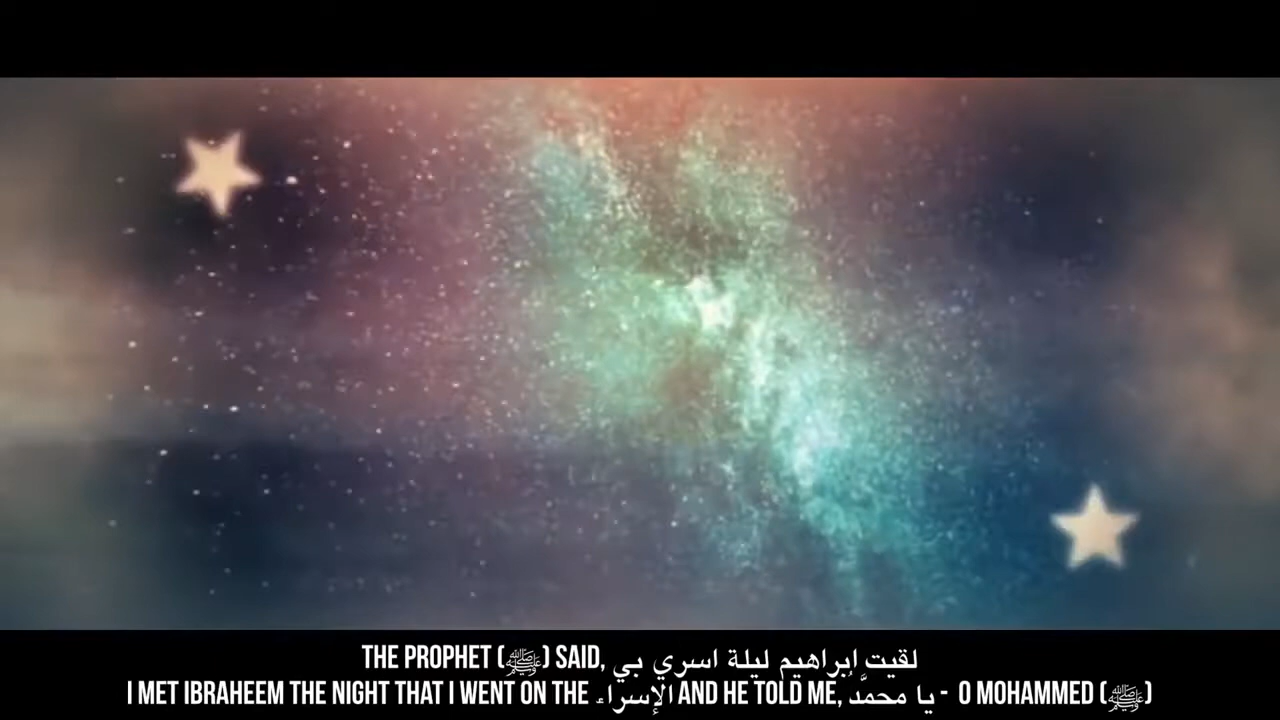 THE PROPHET (ﷺ) SAID, لقيت ابراهيم ليلة اسري بي
I MET IBRAHEEM THE NIGHT THAT I WENT ON THE الإسراء AND HE TOLD ME, يا محمَّدُ - O MOHAMMED (ﷺ)